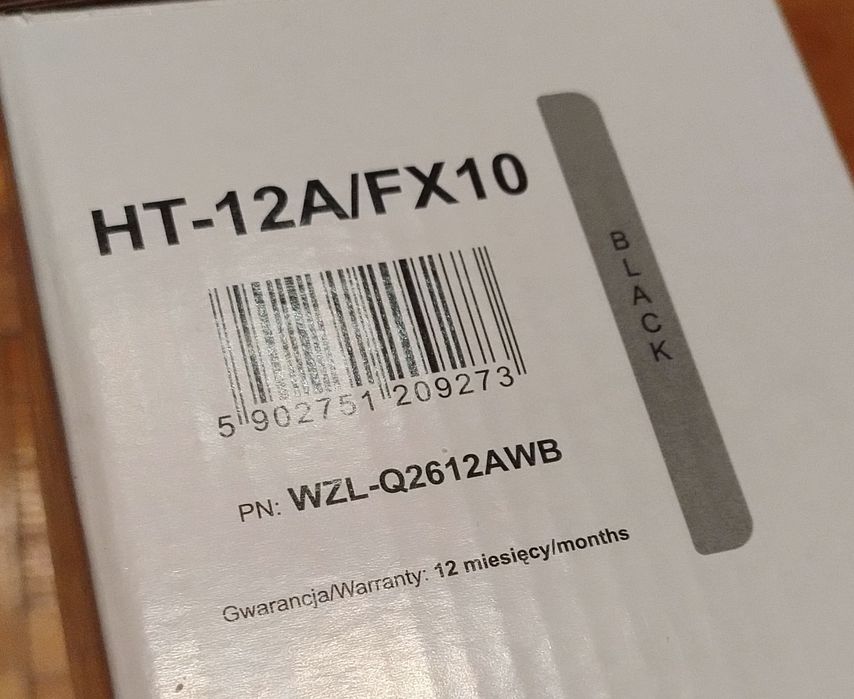 HT-12A/FX10
BLACK
5 902751 209273
PN: WZL-Q2612AWB
Gwarancja/Warranty: 12 miesięcy/months